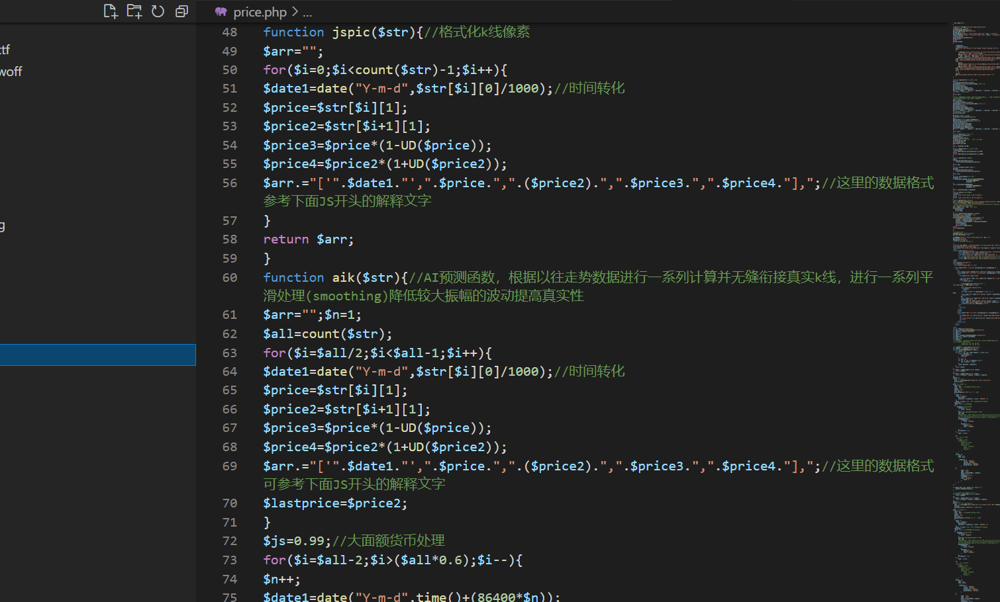 price.php > ...
ctf
woff
g
48 function jspic($str){//格式化k线像素
49 $arr="";
50 for($i=0;$i<count($str)-1;$i++){
51 $date1=date("Y-m-d",$str[$i][0]/1000);//时间转化
52 $price=$str[$i][1];
53 $price2=$str[$i+1][1];
54 $price3=$price*(1-UD($price));
55 $price4=$price2*(1+UD($price2));
56 $arr.="['".$date1."',".$price.",".($price2).",".$price3.",".$price4."],";//这里的数据格式
参考下面JS开头的解释文字
57 }
58 return $arr;
59 }
60 function aik($str){//AI预测函数，根据以往走势数据进行一系列计算并无缝衔接真实k线，进行一系列平
滑处理(smoothing)降低较大振幅的波动提高真实性
61 $arr="";$n=1;
62 $all=count($str);
63 for($i=$all/2;$i<$all-1;$i++){
64 $date1=date("Y-m-d",$str[$i][0]/1000);//时间转化
65 $price=$str[$i][1];
66 $price2=$str[$i+1][1];
67 $price3=$price*(1-UD($price));
68 $price4=$price2*(1+UD($price2));
69 $arr.="['".$date1."',".$price.",".($price2).",".$price3.",".$price4."],";//这里的数据格式
可参考下面JS开头的解释文字
70 $lastprice=$price2;
71 }
72 $js=0.99;//大面额货币处理
73 for($i=$all-2;$i>($all*0.6);$i--){
74 $n++;
75 $date1=date("Y-m-d",time()+(86400*$n));